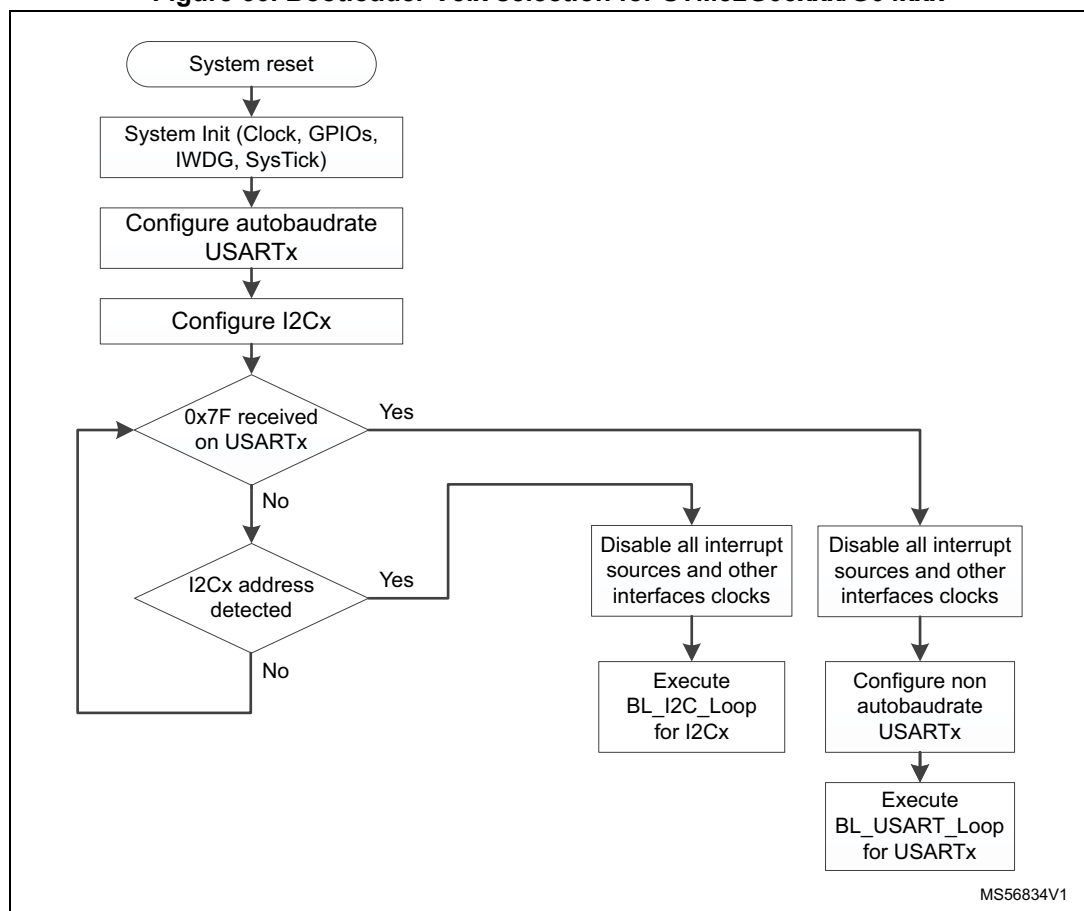 System reset
System Init (Clock, GPIOs,
IWDG, SysTick)
Configure autobaudrate
USARTx
Configure I2Cx
0x7F received
on USARTx
Yes
No
I2Cx address
detected
Yes
No
Disable all interrupt
sources and other
interfaces clocks
Execute
BL_I2C_Loop
for I2Cx
Disable all interrupt
sources and other
interfaces clocks
Configure non
autobaudrate
USARTx
Execute
BL_USART_Loop
for USARTx
MS56834V1